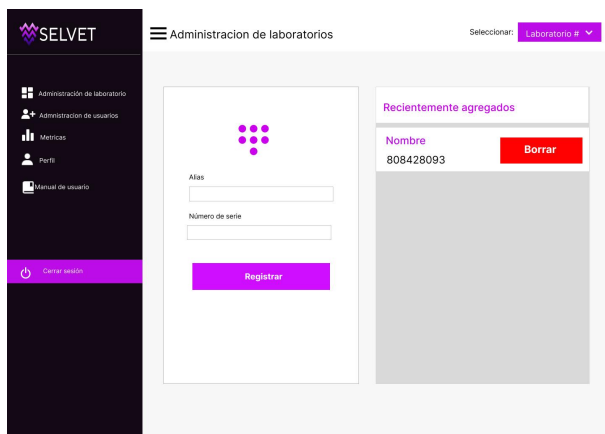 SELVET
Administracion de laboratorios
Seleccionar:
Laboratorio #
Administración de laboratorio
Admnistracion de usuarios
Metricas
Perfil
Manual de usuario
Cerrar sesión
Alias
Número de serie
Registrar
Recientemente agregados
Nombre
808428093
Borrar